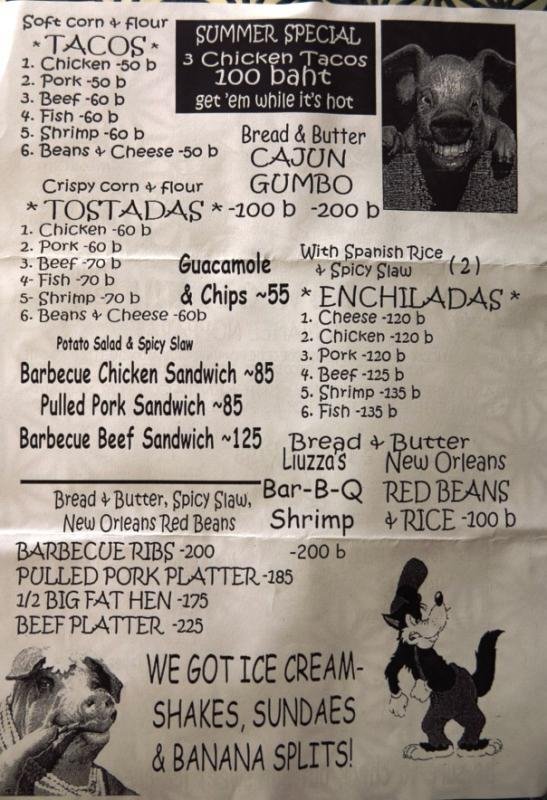 Soft corn & flour
* TACOS *
1. Chicken -50 b
2. Pork -50 b
3. Beef -60 b
4. Fish -60 b
5. Shrimp -60 b
6. Beans & Cheese -50 b
SUMMER SPECIAL
3 Chicken Tacos
100 baht
get 'em while it's hot
Bread & Butter
CAJUN
GUMBO
-100 b -200 b
Crispy corn & flour
* TOSTADAS *
1. Chicken -60 b
2. Pork -60 b
3. Beef -70 b
4- Fish -70 b
5- Shrimp -70 b
6. Beans & Cheese -60b
Guacamole
& Chips ~55
With Spanish Rice
& Spicy Slaw (2)
* ENCHILADAS *
1. Cheese -120 b
2. Chicken -120 b
3. Pork -120 b
4. Beef -125 b
5. Shrimp -135 b
6. Fish -135 b
Potato Salad & Spicy Slaw
Barbecue Chicken Sandwich ~85
Pulled Pork Sandwich ~85
Barbecue Beef Sandwich ~125
Bread & Butter
Liuzza's
Bar-B-Q
Shrimp
-200 b
New Orleans
RED BEANS
& RICE -100 b
Bread & Butter, Spicy Slaw,
New Orleans Red Beans
BARBECUE RIBS -200
PULLED PORK PLATTER -185
1/2 BIG FAT HEN -175
BEEF PLATTER -225
WE GOT ICE CREAM-
SHAKES, SUNDAES
& BANANA SPLITS!